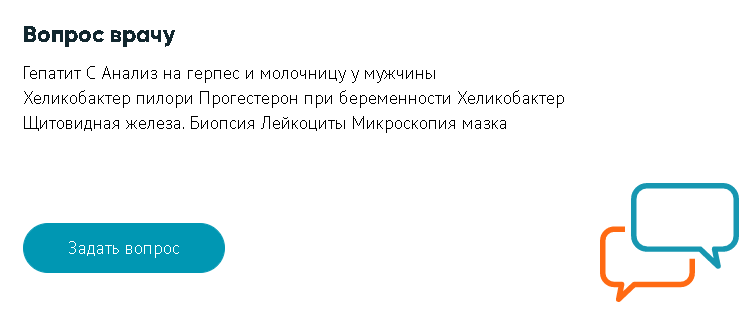 Вопрос врачу
Гепатит С Анализ на герпес и молочницу у мужчины
Хеликобактер пилори Прогестерон при беременности Хеликобактер
Щитовидная железа. Биопсия Лейкоциты Микроскопия мазка
Задать вопрос